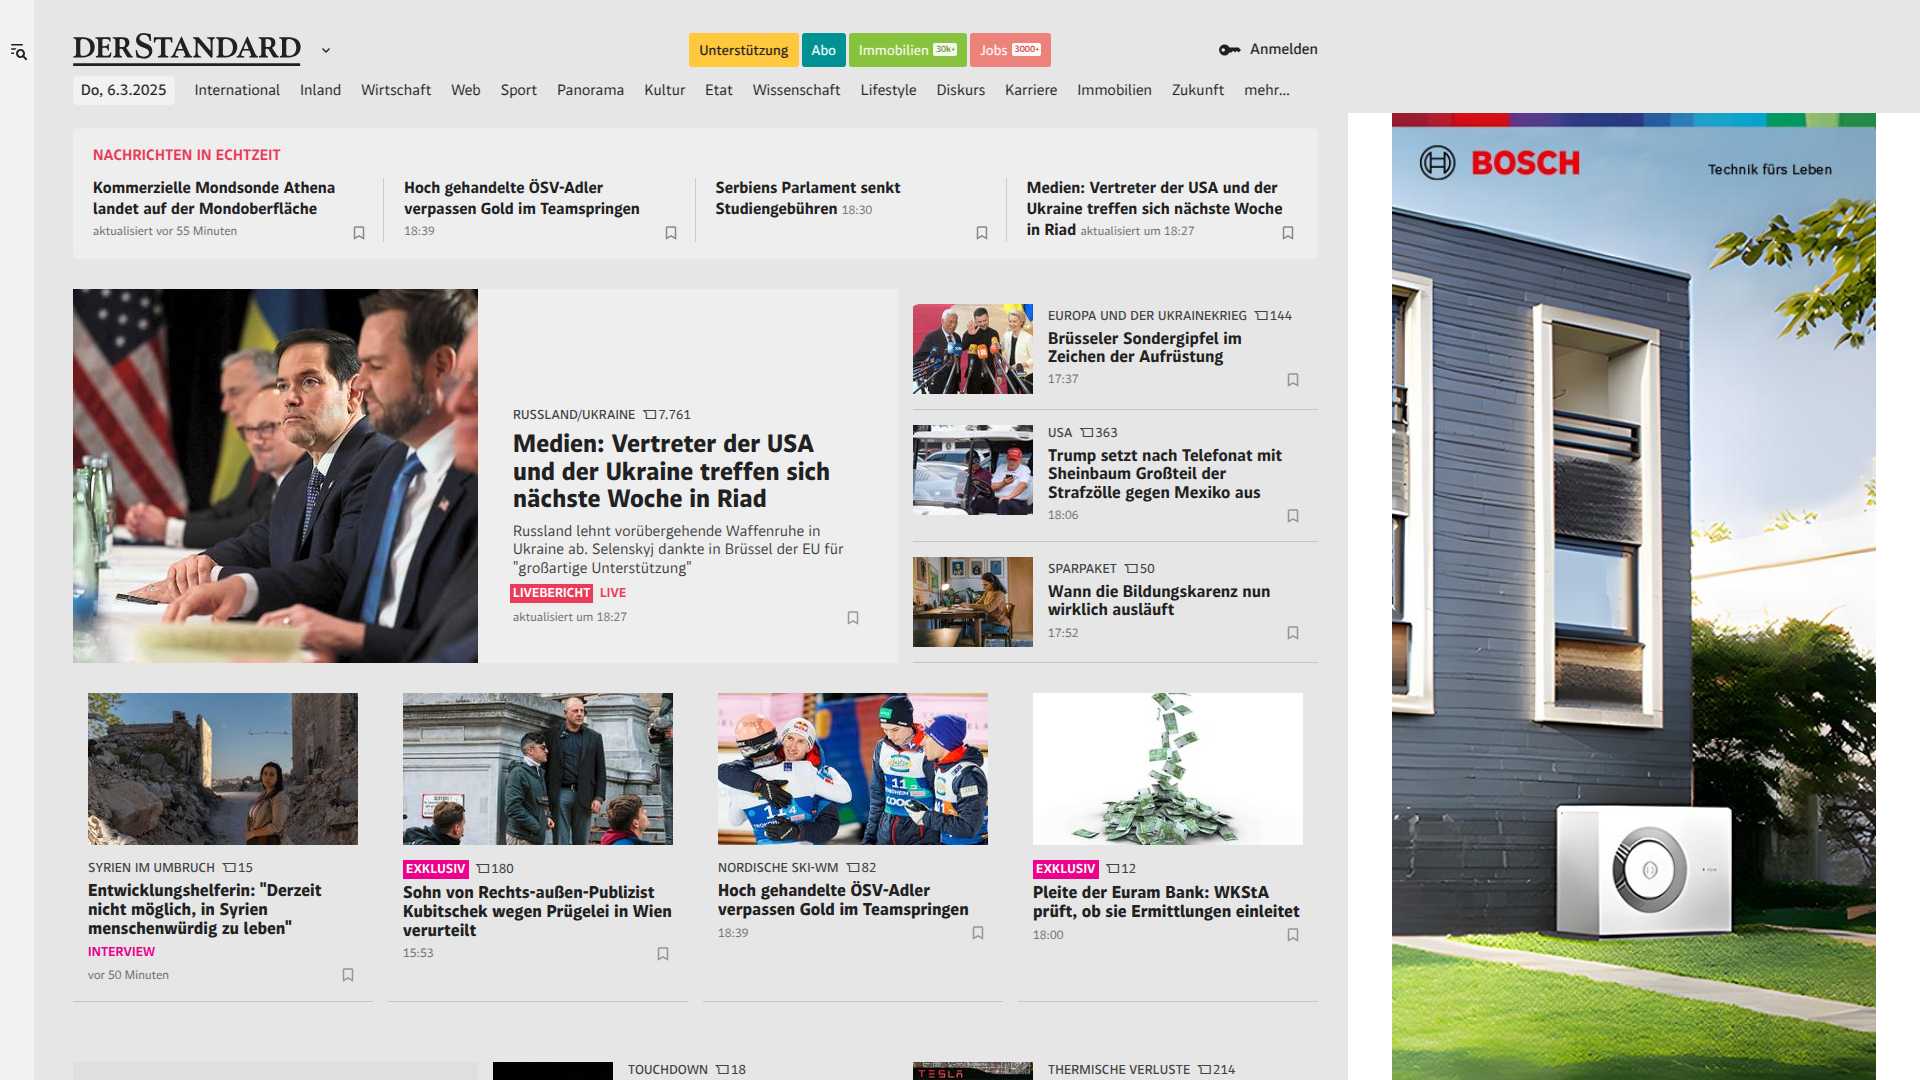 DERSTANDARD
Unterstützung
Abo
Immobilien 30k+
Jobs 3000+
Anmelden
Do, 6.3.2025
International
Inland
Wirtschaft
Web
Sport
Panorama
Kultur
Etat
Wissenschaft
Lifestyle
Diskurs
Karriere
Immobilien
Zukunft
mehr...
NACHRICHTEN IN ECHTZEIT
Kommerzielle Mondsonde Athena
landet auf der Mondoberfläche
aktualisiert vor 55 Minuten
Hoch gehandelte ÖSV-Adler
verpassen Gold im Teamspringen
18:39
Serbiens Parlament senkt
Studiengebühren 18:30
Medien: Vertreter der USA und der
Ukraine treffen sich nächste Woche
in Riad aktualisiert um 18:27
RUSSLAND/UKRAINE 7.761
Medien: Vertreter der USA
und der Ukraine treffen sich
nächste Woche in Riad
Russland lehnt vorübergehende Waffenruhe in
Ukraine ab. Selenskyj dankte in Brüssel der EU für
"großartige Unterstützung"
LIVEBERICHT LIVE
aktualisiert um 18:27
EUROPA UND DER UKRAINEKRIEG 144
Brüsseler Sondergipfel im
Zeichen der Aufrüstung
17:37
USA 363
Trump setzt nach Telefonat mit
Sheinbaum Großteil der
Strafzölle gegen Mexiko aus
18:06
SPARPAKET 50
Wann die Bildungskarenz nun
wirklich ausläuft
17:52
SYRIEN IM UMBRUCH 15
Entwicklungshelferin: "Derzeit
nicht möglich, in Syrien
menschenwürdig zu leben"
INTERVIEW
vor 50 Minuten
EXKLUSIV 180
Sohn von Rechts-außen-Publizist
Kubitschek wegen Prügelei in Wien
verurteilt
15:53
NORDISCHE SKI-WM 82
Hoch gehandelte ÖSV-Adler
verpassen Gold im Teamspringen
18:39
EXKLUSIV 12
Pleite der Euram Bank: WKStA
prüft, ob sie Ermittlungen einleitet
18:00
TOUCHDOWN 18
TESLA
THERMISCHE VERLUSTE 214
BOSCH
Technik fürs Leben